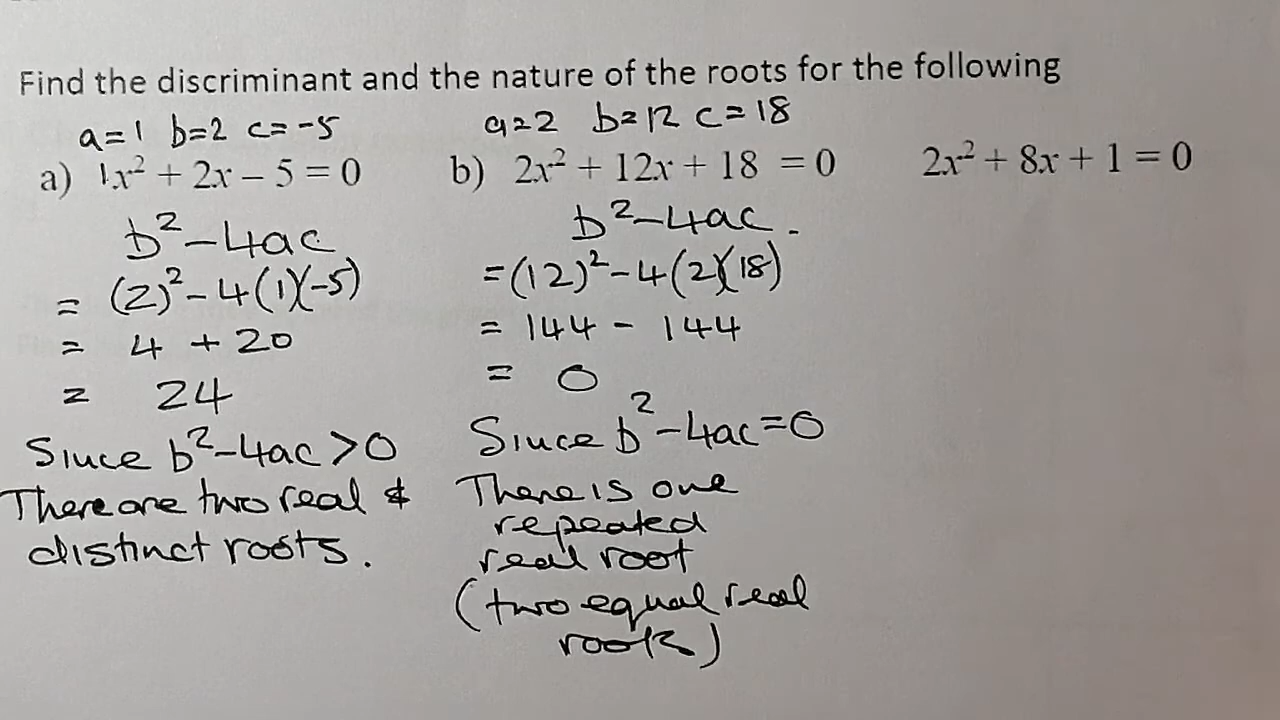 Find the discriminant and the nature of the roots for the following
a=1 b=2 c=-5
a) 1x² + 2x – 5 = 0
b²-4ac
= (2)²-4(1)(-5)
= 4 + 20
= 24
Since b²-4ac>0
There are two real &
distinct roots.
a=2 b=12 c=18
b) 2x² + 12x + 18 = 0
b²-4ac.
=(12)²-4(2)(18)
= 144 - 144
= 0
Since b²-4ac=0
There is one
repeated
real root
(two equal real
roots)
2x² + 8x + 1 = 0